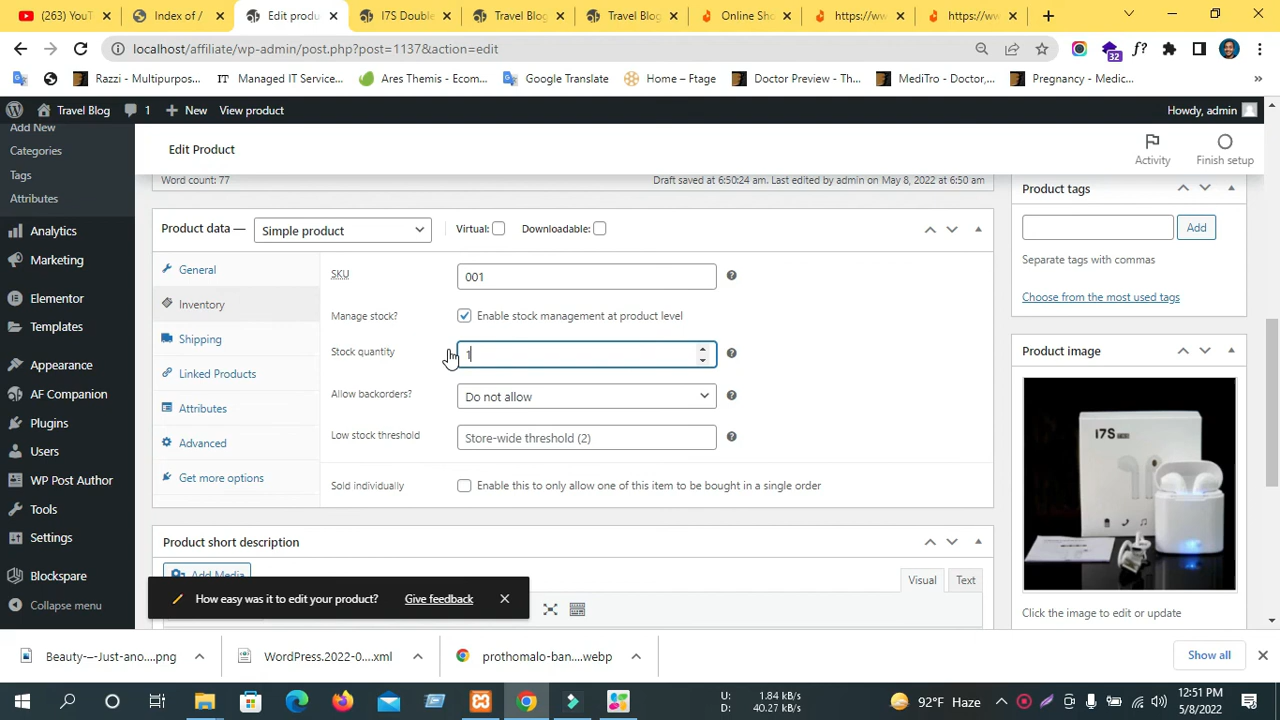 (263) YouT
Index of /
Edit produ
I7S Double
Travel Blog
Travel Blog
Online Sho
https://ww
https://ww
localhost/affiliate/wp-admin/post.php?post=1137&action=edit
32
Razzi - Multipurpos...
IT Managed IT Service...
Ares Themis - Ecom...
Google Translate
Home – Ftage
Doctor Preview - Th...
MediTro - Doctor,...
Pregnancy - Medic...
Travel Blog
1
New
View product
Howdy, admin
Add New
Categories
Tags
Attributes
Analytics
Marketing
Elementor
Templates
Appearance
AF Companion
Plugins
Users
WP Post Author
Tools
Settings
Blockspare
Collapse menu
Edit Product
Activity
Finish setup
Word count: 77
Draft saved at 6:50:24 am. Last edited by admin on May 8, 2022 at 6:50 am
Product data —
Simple product
Virtual:
Downloadable:
General
Inventory
Shipping
Linked Products
Attributes
Advanced
Get more options
SKU
001
Manage stock?
Enable stock management at product level
Stock quantity
1
Allow backorders?
Do not allow
Low stock threshold
Store-wide threshold (2)
Sold individually
Enable this to only allow one of this item to be bought in a single order
Product short description
Add Media
Visual
Text
How easy was it to edit your product?
Give feedback
Product tags
Add
Separate tags with commas
Choose from the most used tags
Product image
I7S
Click the image to edit or update
Beauty-–-Just-ano....png
WordPress.2022-0....xml
prothomalo-ban....webp
Show all
U: 1.84 kB/s
D: 40.27 kB/s
92°F Haze
12:51 PM
5/8/2022